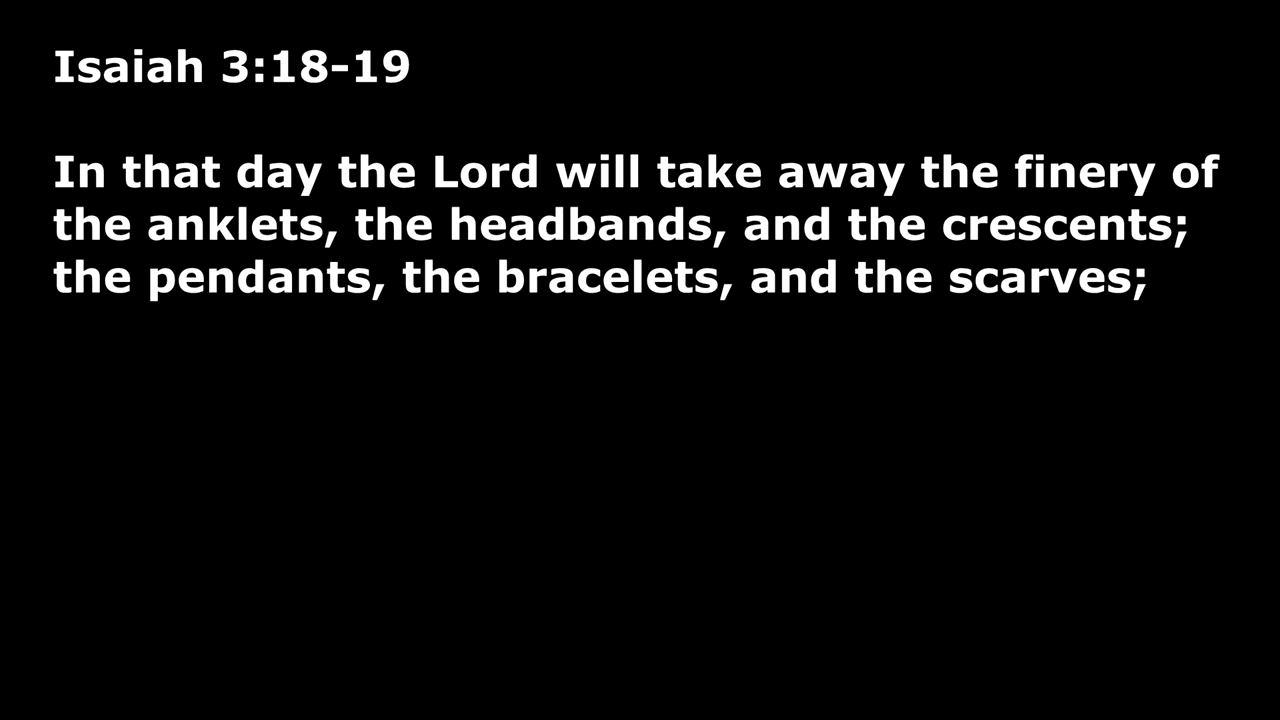 Isaiah 3:18-19
In that day the Lord will take away the finery of
the anklets, the headbands, and the crescents;
the pendants, the bracelets, and the scarves;